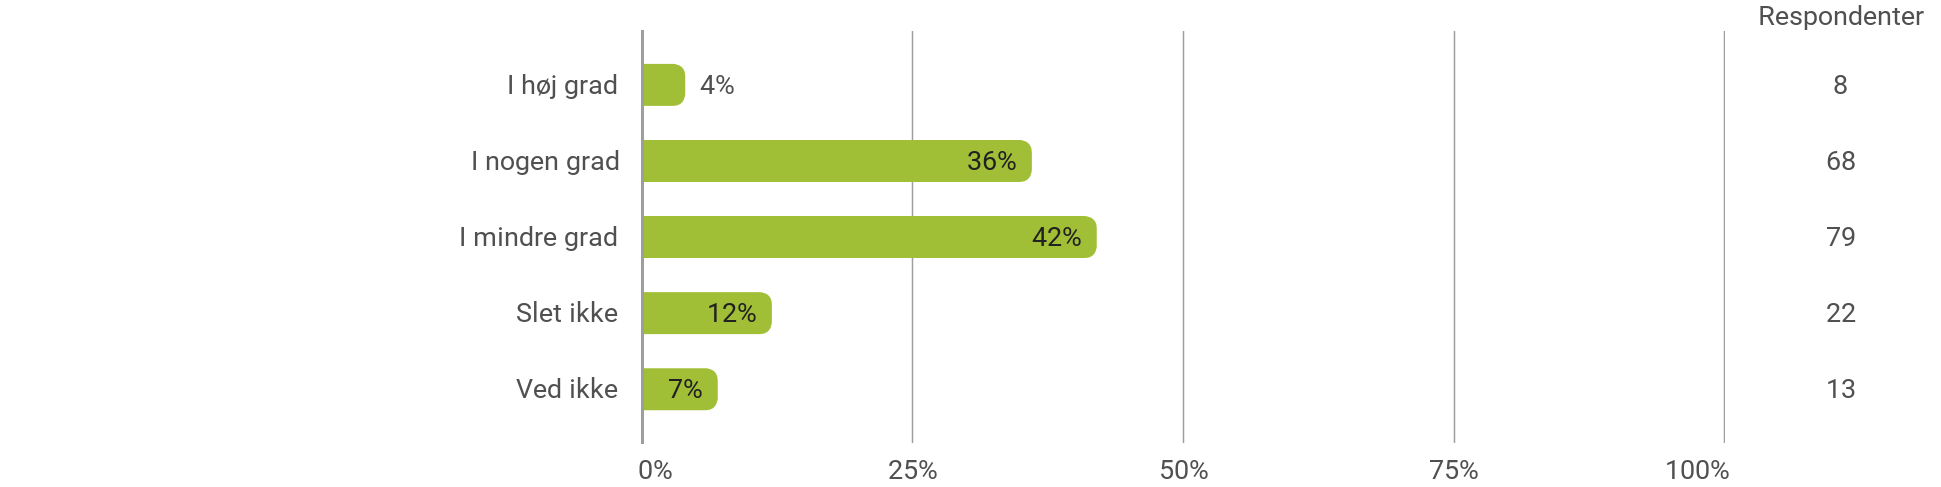 Respondenter
I høj grad 4% 8
I nogen grad 36% 68
I mindre grad 42% 79
Slet ikke 12% 22
Ved ikke 7% 13
0% 25% 50% 75% 100%